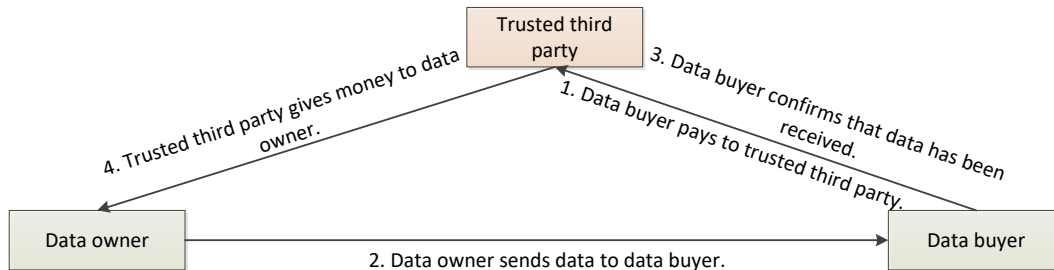 Trusted third
party
3. Data buyer confirms that data has been
received.
1. Data buyer pays to trusted third party.
4. Trusted third party gives money to data
owner.
Data owner
Data buyer
2. Data owner sends data to data buyer.